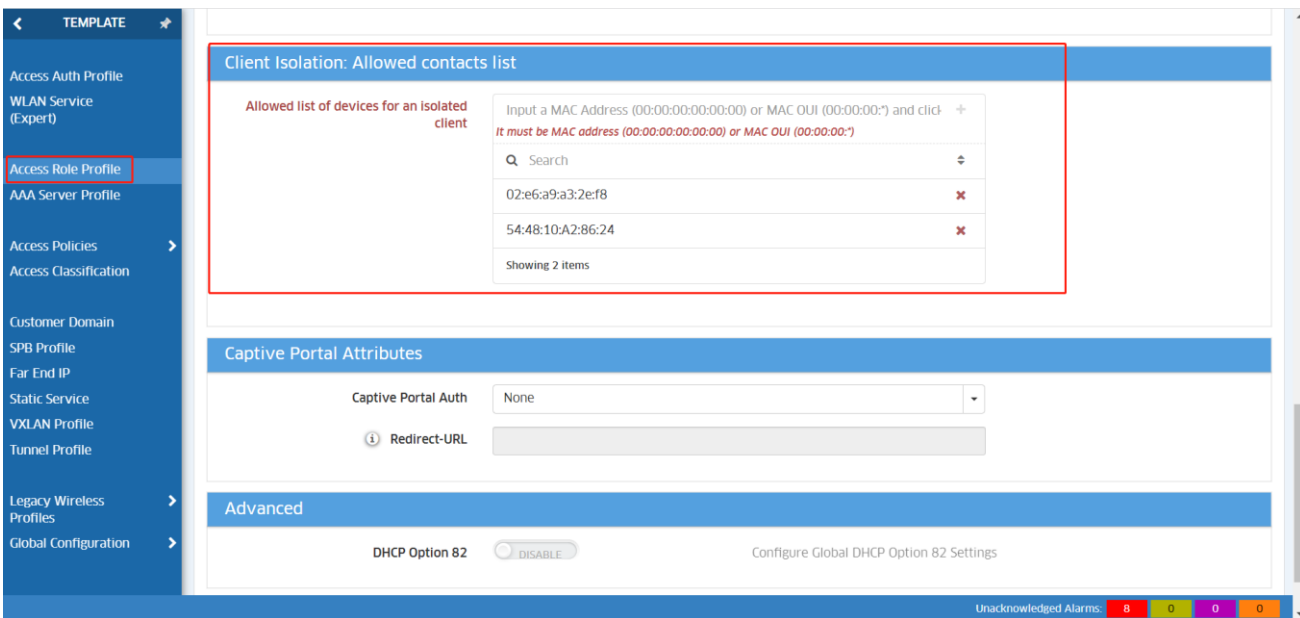 TEMPLATE
Access Auth Profile
WLAN Service
(Expert)
Access Role Profile
AAA Server Profile
Access Policies
Access Classification
Customer Domain
SPB Profile
Far End IP
Static Service
VXLAN Profile
Tunnel Profile
Legacy Wireless
Profiles
Global Configuration
Client Isolation: Allowed contacts list
Allowed list of devices for an isolated
client
Input a MAC Address (00:00:00:00:00:00) or MAC OUI (00:00:00:*) and click
It must be MAC address (00:00:00:00:00:00) or MAC OUI (00:00:00:*)
Search
02:e6:a9:a3:2e:f8
54:48:10:A2:86:24
Showing 2 items
Captive Portal Attributes
Captive Portal Auth
None
Redirect-URL
Advanced
DHCP Option 82
DISABLE
Configure Global DHCP Option 82 Settings
Unacknowledged Alarms: 8 0 0 0